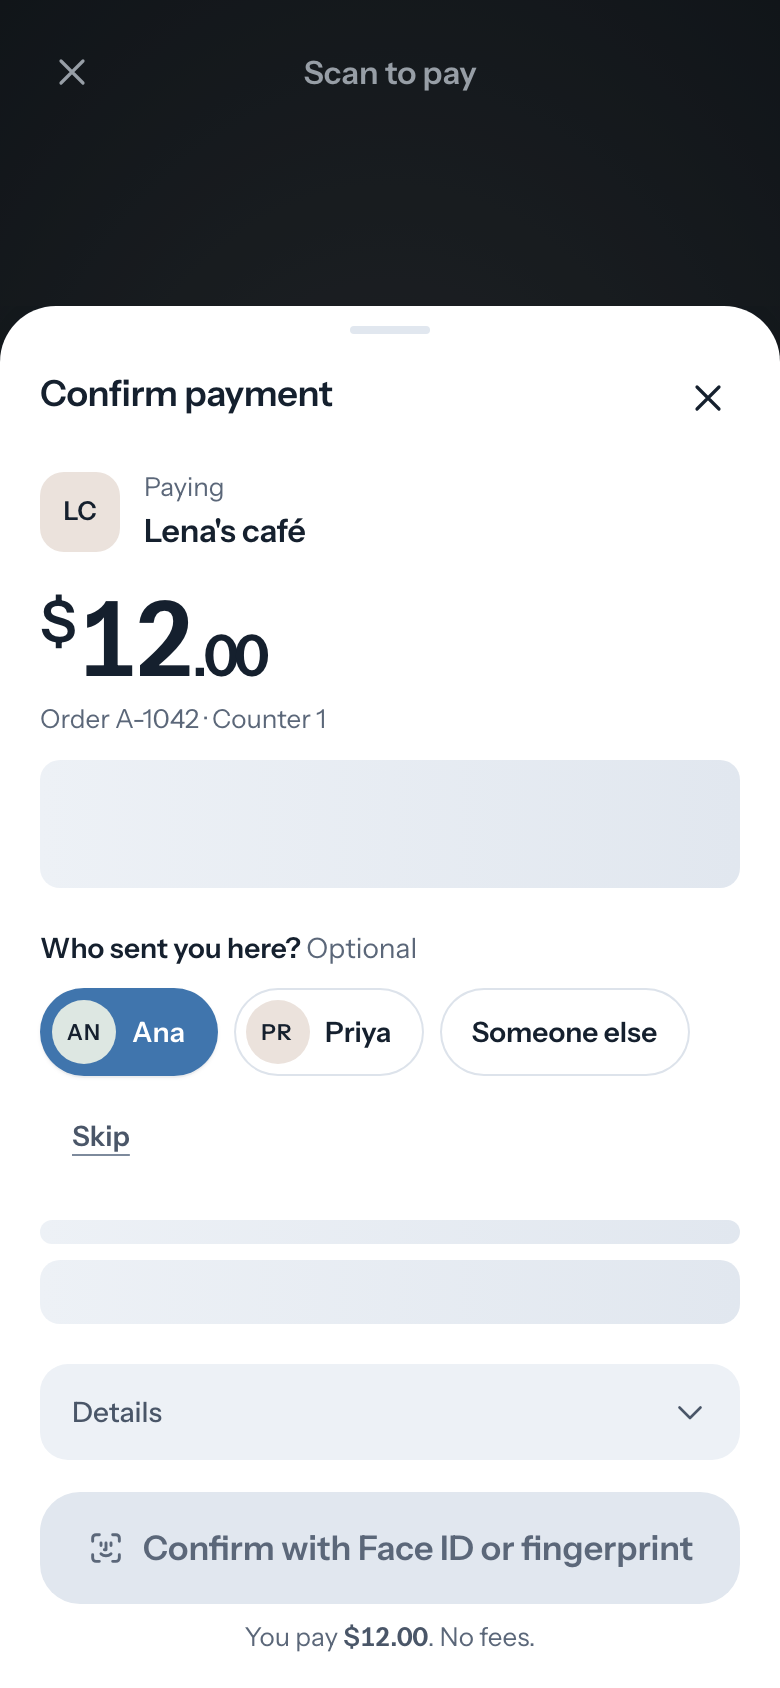 Scan to pay
Confirm payment
LC
Paying
Lena's café
$12.00
Order A-1042 · Counter 1
Who sent you here? Optional
AN Ana PR Priya Someone else
Skip
Details
Confirm with Face ID or fingerprint
You pay $12.00. No fees.